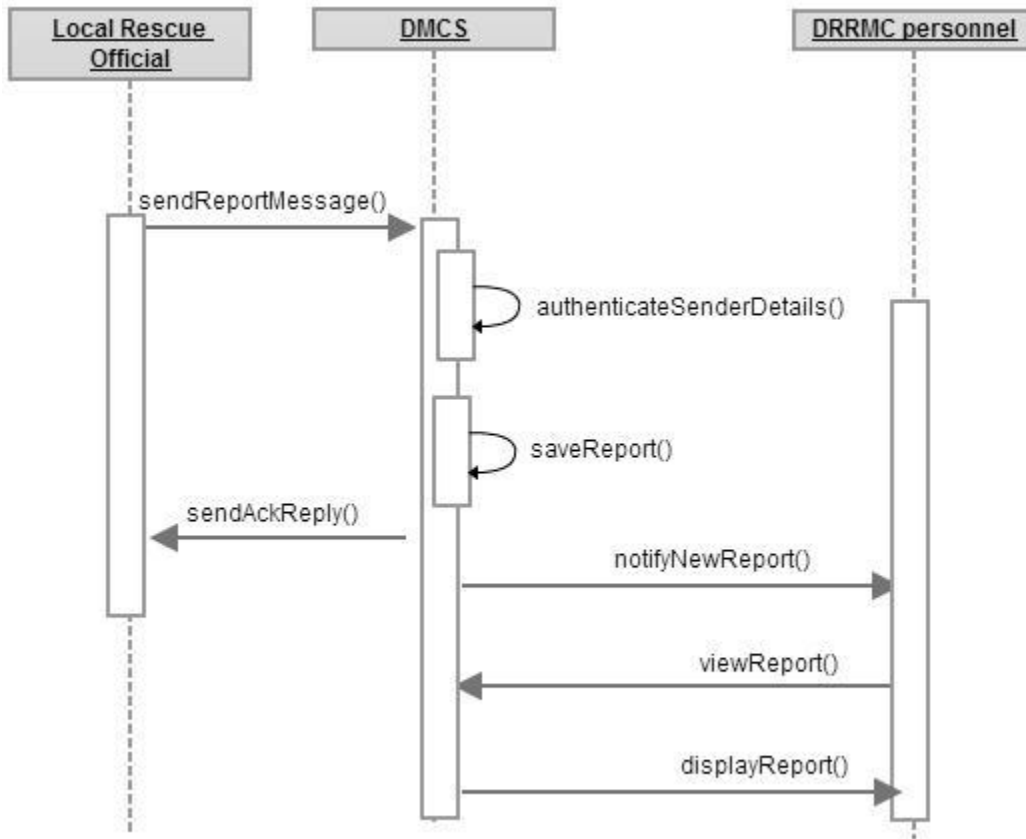 Local Rescue
Official
DMCS
DRRMC personnel
sendReportMessage()
authenticateSenderDetails()
saveReport()
sendAckReply()
notifyNewReport()
viewReport()
displayReport()